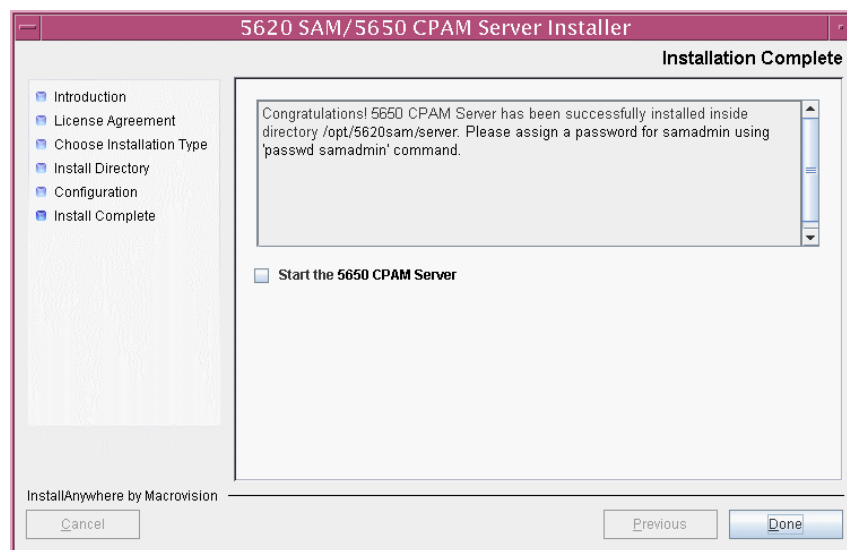 5620 SAM/5650 CPAM Server Installer
Installation Complete
Introduction
License Agreement
Choose Installation Type
Install Directory
Configuration
Install Complete
Congratulations! 5650 CPAM Server has been successfully installed inside
directory /opt/5620sam/server. Please assign a password for samadmin using
'passwd samadmin' command.
Start the 5650 CPAM Server
InstallAnywhere by Macrovision
Cancel
Previous
Done